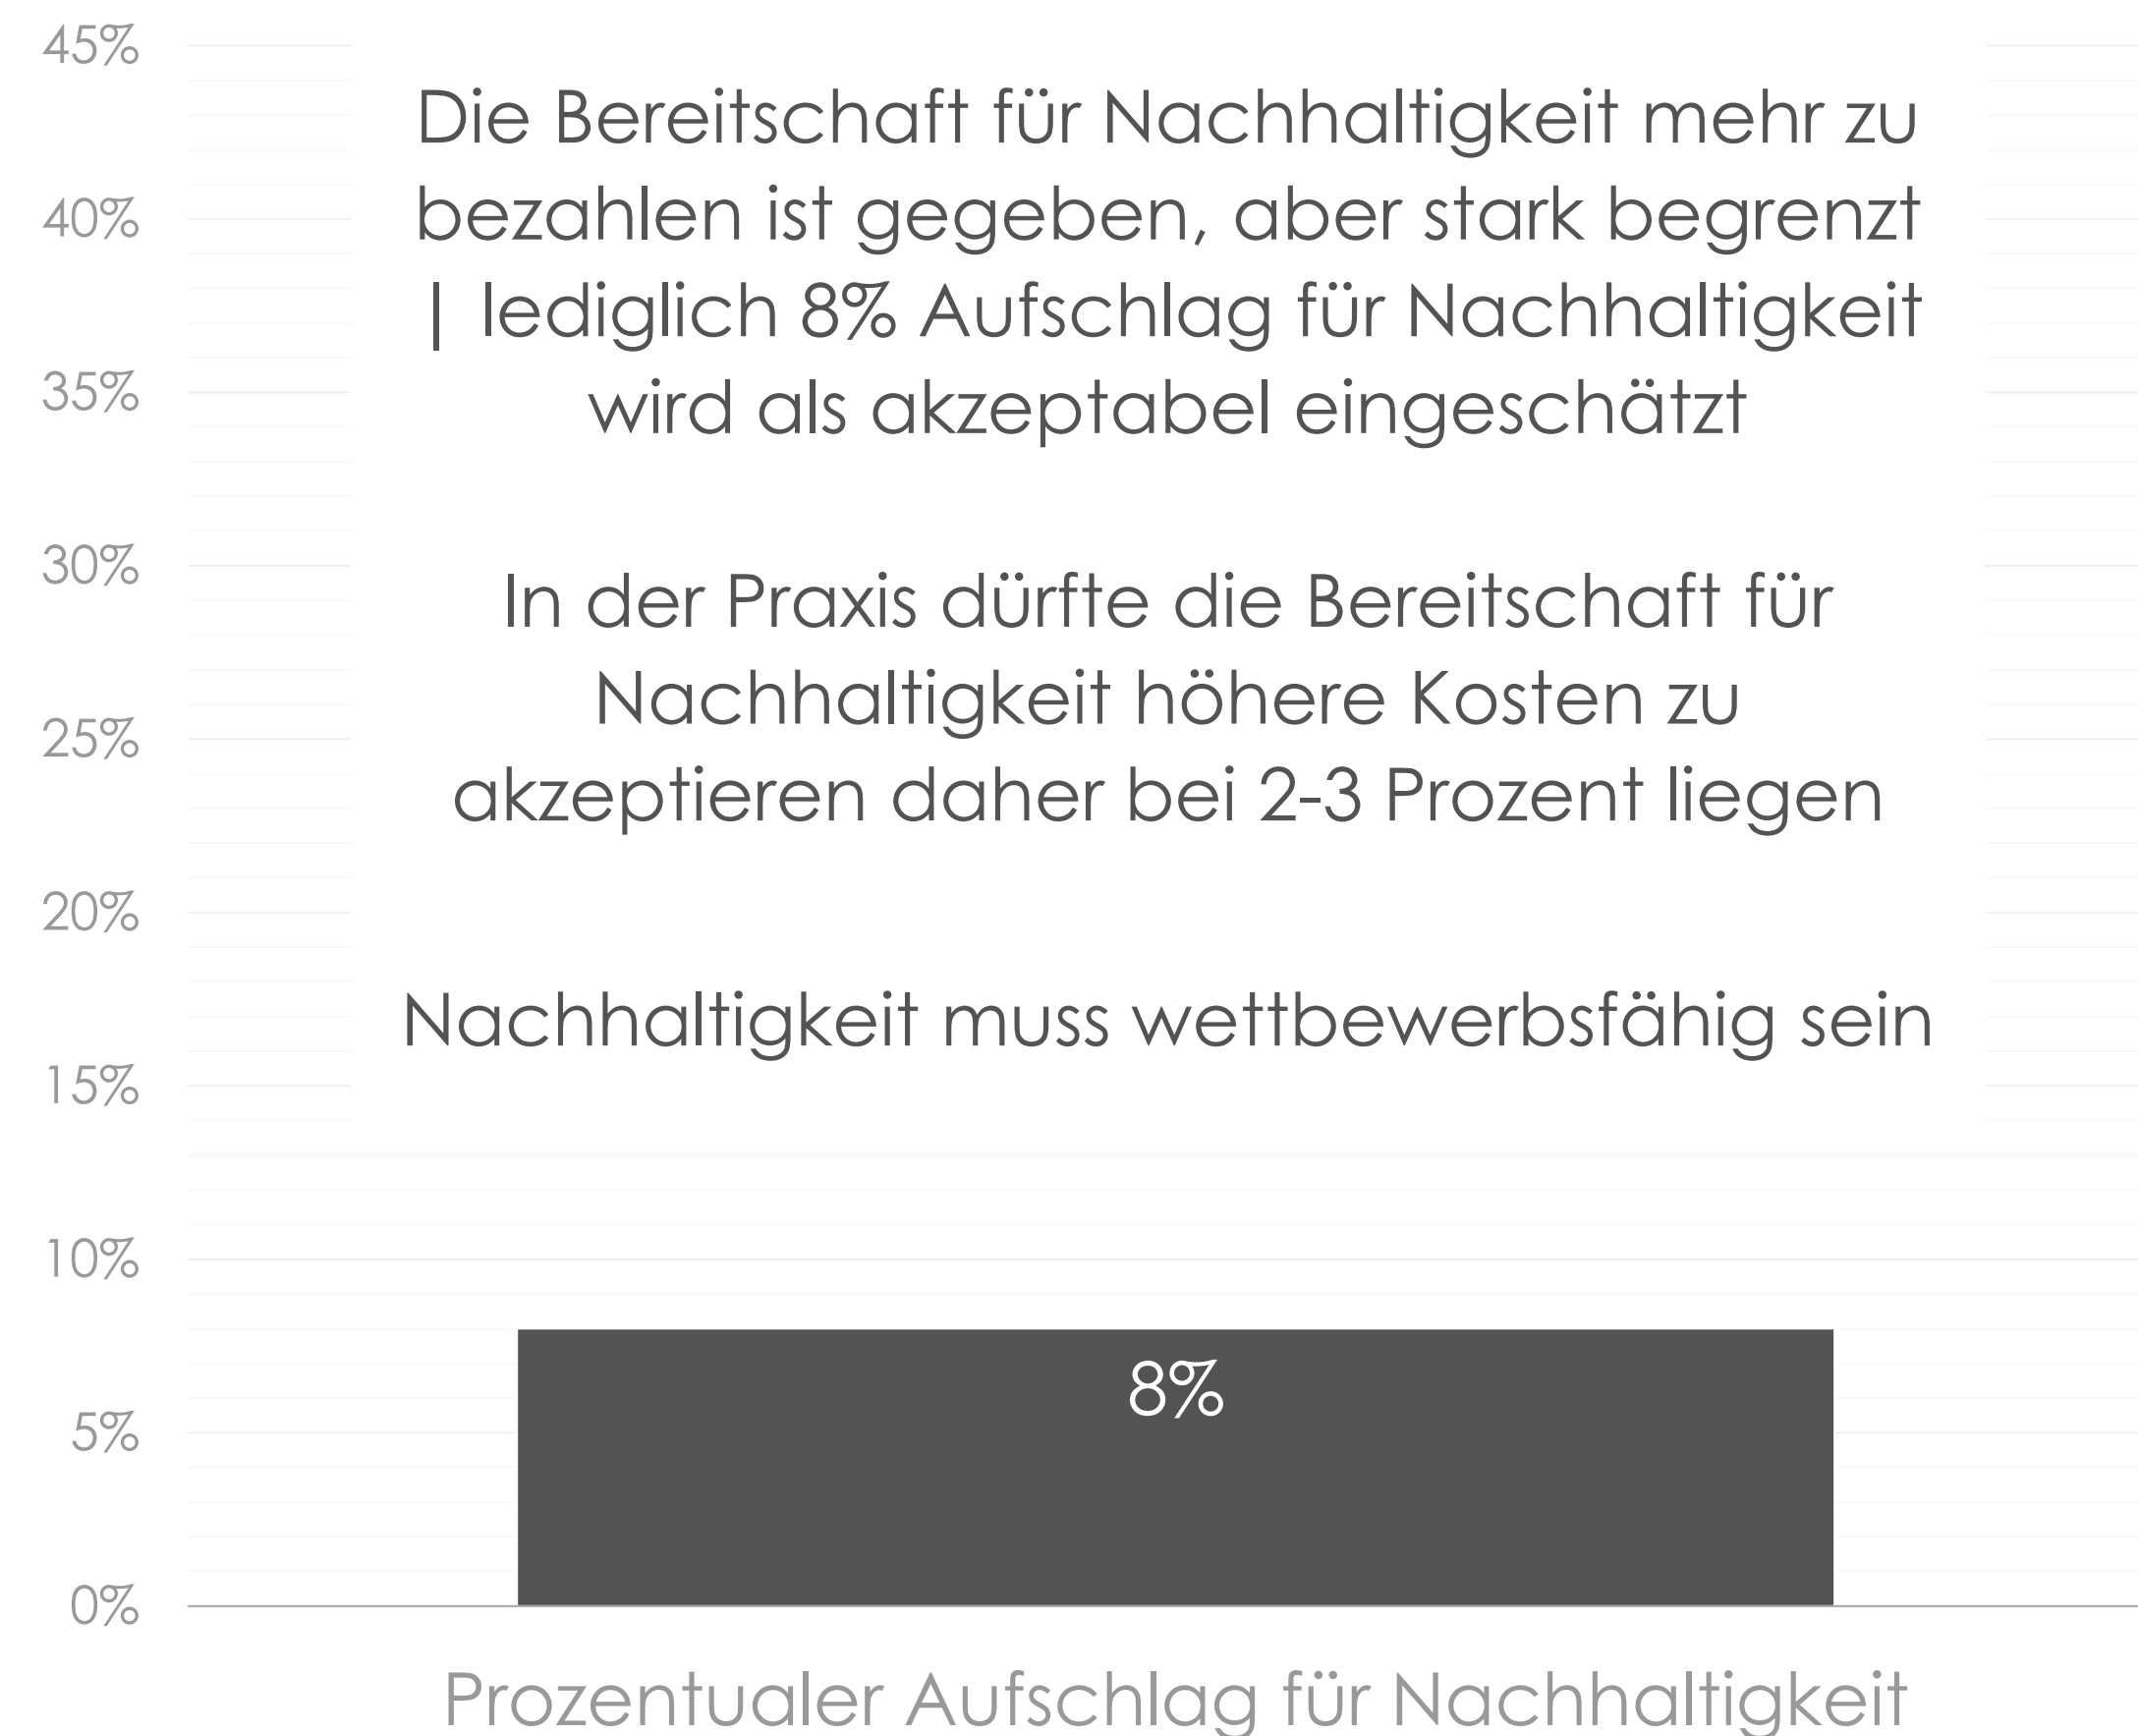 45%
Die Bereitschaft für Nachhaltigkeit mehr zu
bezahlen ist gegeben, aber stark begrenzt
| lediglich 8% Aufschlag für Nachhaltigkeit
wird als akzeptabel eingeschätzt
40%
35%
30%
In der Praxis dürfte die Bereitschaft für
Nachhaltigkeit höhere Kosten zu
akzeptieren daher bei 2-3 Prozent liegen
25%
20%
Nachhaltigkeit muss wettbewerbsfähig sein
15%
10%
8%
5%
0%
Prozentualer Aufschlag für Nachhaltigkeit